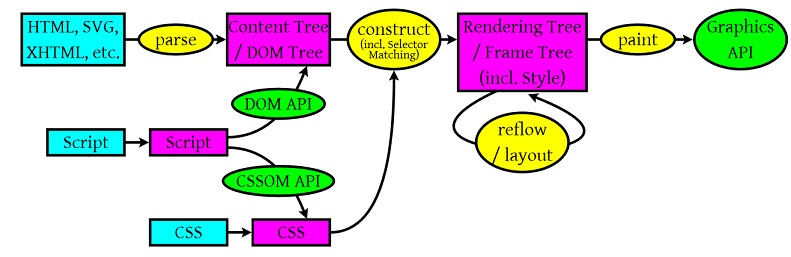 HTML, SVG,
XHTML, etc.
parse
Content Tree
/ DOM Tree
construct
(incl. Selector
Matching)
Rendering Tree
/ Frame Tree
(incl. Style)
paint
Graphics
API
DOM API
Script
Script
reflow
/ layout
CSSOM API
CSS
CSS